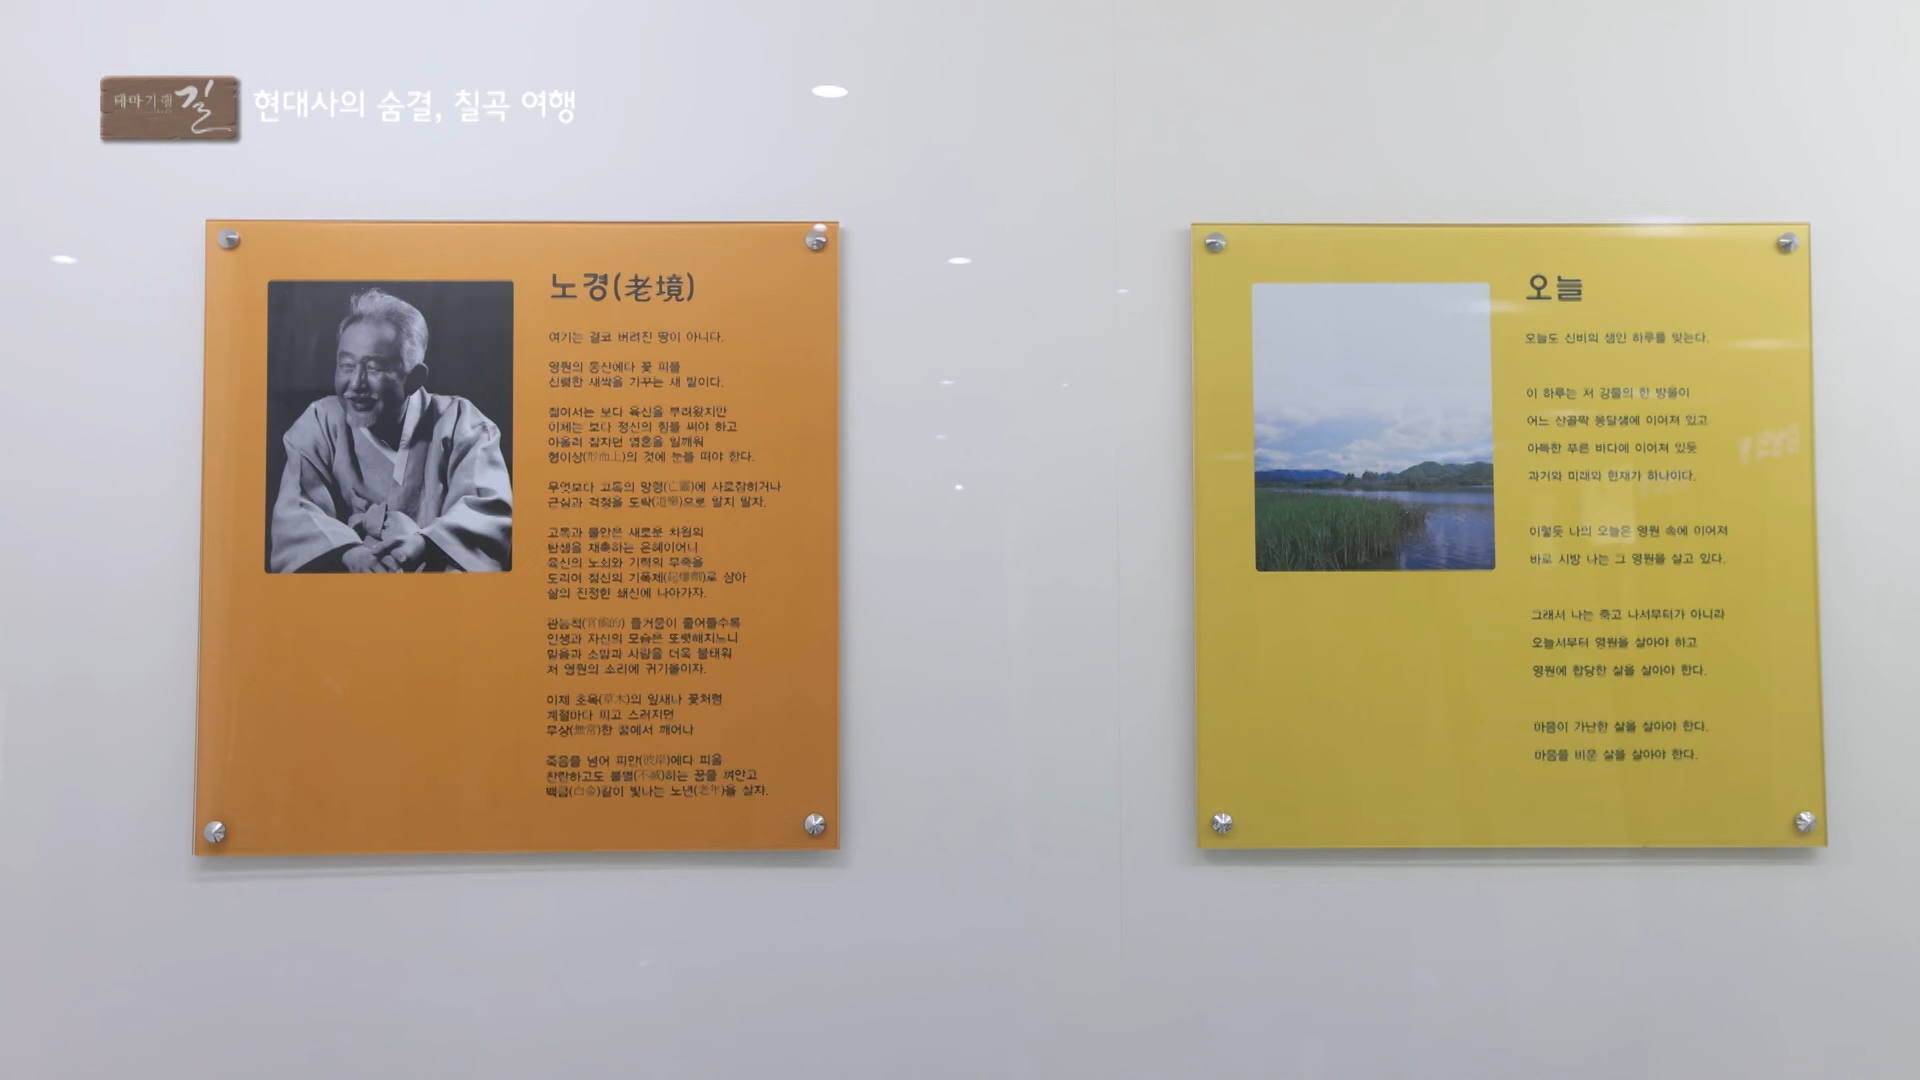 테마기행 길
현대사의 숨결, 칠곡 여행
노경(老境)
여기는 결코 버려진 땅이 아니다.
영원의 동산에다 꽃 피울
신령한 새싹을 가꾸는 새 밭이다.
젊어서는 보다 육신을 부려왔지만
이제는 보다 정신의 힘을 써야 하고
아울러 잠자던 영혼을 일깨워
형이상(形而上)의 것에 눈을 떠야 한다.
무엇보다 고독의 망령(亡靈)에 사로잡히거나
근심과 걱정을 도락(道樂)으로 알지 말자.
고독과 불안은 새로운 차원의
탄생을 재촉하는 은혜이어니
육신의 노쇠와 기력의 부족을
도리어 정신의 기폭제(起爆劑)로 삼아
삶의 진정한 쇄신에 나아가자.
관능적(官能的) 즐거움이 줄어들수록
인생과 자신의 모습은 또렷해지느니
믿음과 소망과 사랑을 더욱 불태워
저 영원의 소리에 귀기울이자.
이제 초목(草木)의 잎새나 꽃처럼
계절마다 피고 스러지던
무상(無常)한 꿈에서 깨어나
죽음을 넘어 피안(彼岸)에다 피울
찬란하고도 불멸(不滅)하는 꿈을 껴안고
백금(白金)같이 빛나는 노년(老年)을 살자.
오늘
오늘도 신비의 샘인 하루를 맞는다.
이 하루는 저 강물의 한 방울이
어느 산골짝 옹달샘에 이어져 있고
아득한 푸른 바다에 이어져 있듯
과거와 미래와 현재가 하나이다.
이렇듯 나의 오늘은 영원 속에 이어져
바로 시방 나는 그 영원을 살고 있다.
그래서 나는 죽고 나서부터가 아니라
오늘서부터 영원을 살아야 하고
영원에 합당한 삶을 살아야 한다.
마음이 가난한 삶을 살아야 한다.
마음을 비운 삶을 살아야 한다.